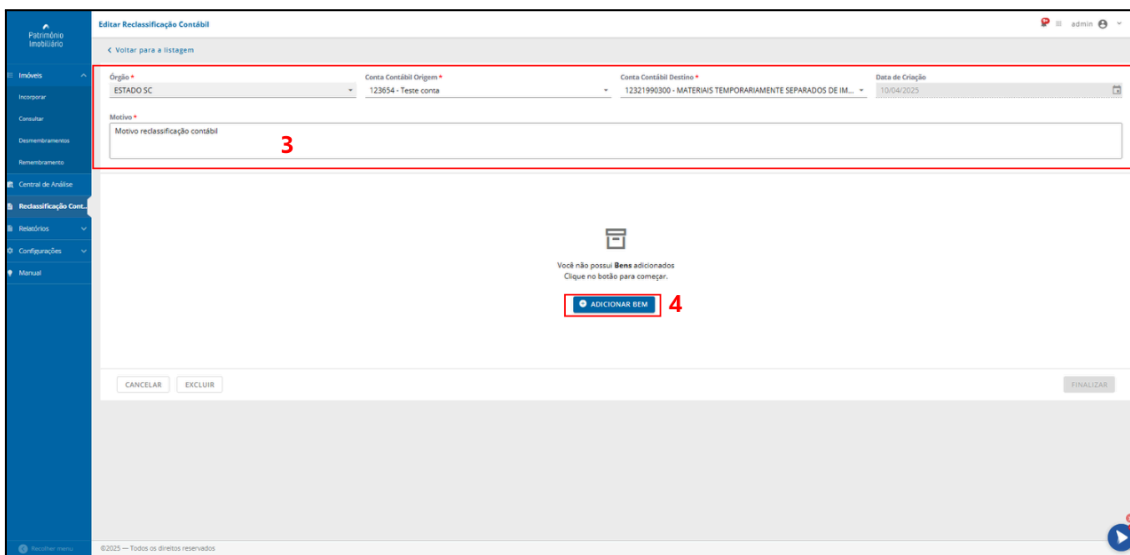 Patrimônio
Imobiliário
Editar Reclassificação Contábil
admin
Voltar para a listagem
Imóveis
Incorporar
Consultar
Desmembramentos
Remembramento
Central de Análise
Reclassificação Cont...
Relatórios
Configurações
Manual
Órgão *
ESTADO SC
Conta Contábil Origem *
123654 - Teste conta
Conta Contábil Destino *
12321990300 - MATERIAIS TEMPORARIAMENTE SEPARADOS DE IM...
Data de Criação
10/04/2025
Motivo *
Motivo reclassificação contábil
3
Você não possui Bens adicionados
Clique no botão para começar.
ADICIONAR BEM
4
CANCELAR
EXCLUIR
FINALIZAR
Recolher menu
©2025 — Todos os direitos reservados